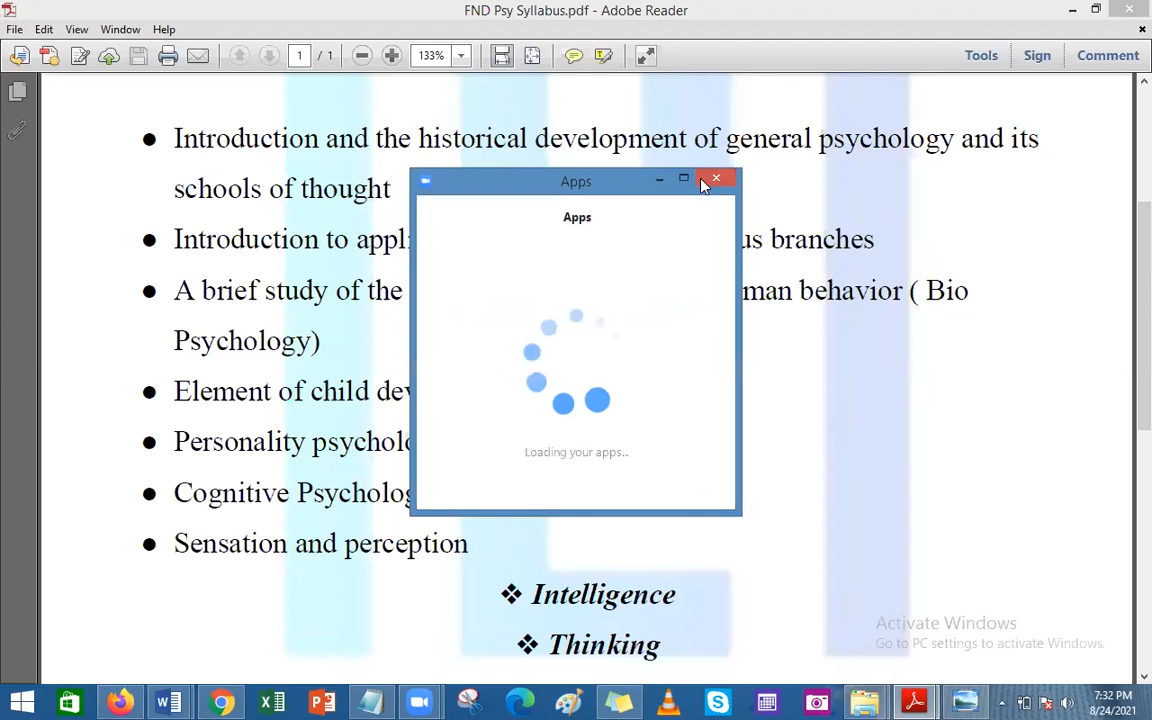 FND Psy Syllabus.pdf - Adobe Reader
File Edit View Window Help
1 / 1 133% Tools Sign Comment
● Introduction and the historical development of general psychology and its
schools of thought
● Introduction to appl us branches
● A brief study of the man behavior ( Bio
Psychology)
● Element of child dev
● Personality psycholo
● Cognitive Psycholog
● Sensation and perception
❖ Intelligence
❖ Thinking
Apps
Apps
Loading your apps...
Activate Windows
Go to PC settings to activate Windows.
7:32 PM
8/24/2021